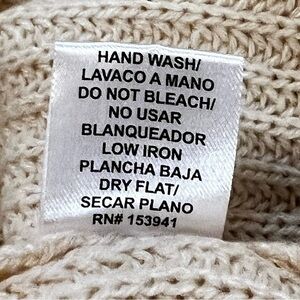 HAND WASH/
LAVACO A MANO
DO NOT BLEACH/
NO USAR
BLANQUEADOR
LOW IRON
PLANCHA BAJA
DRY FLAT/
SECAR PLANO
RN# 153941